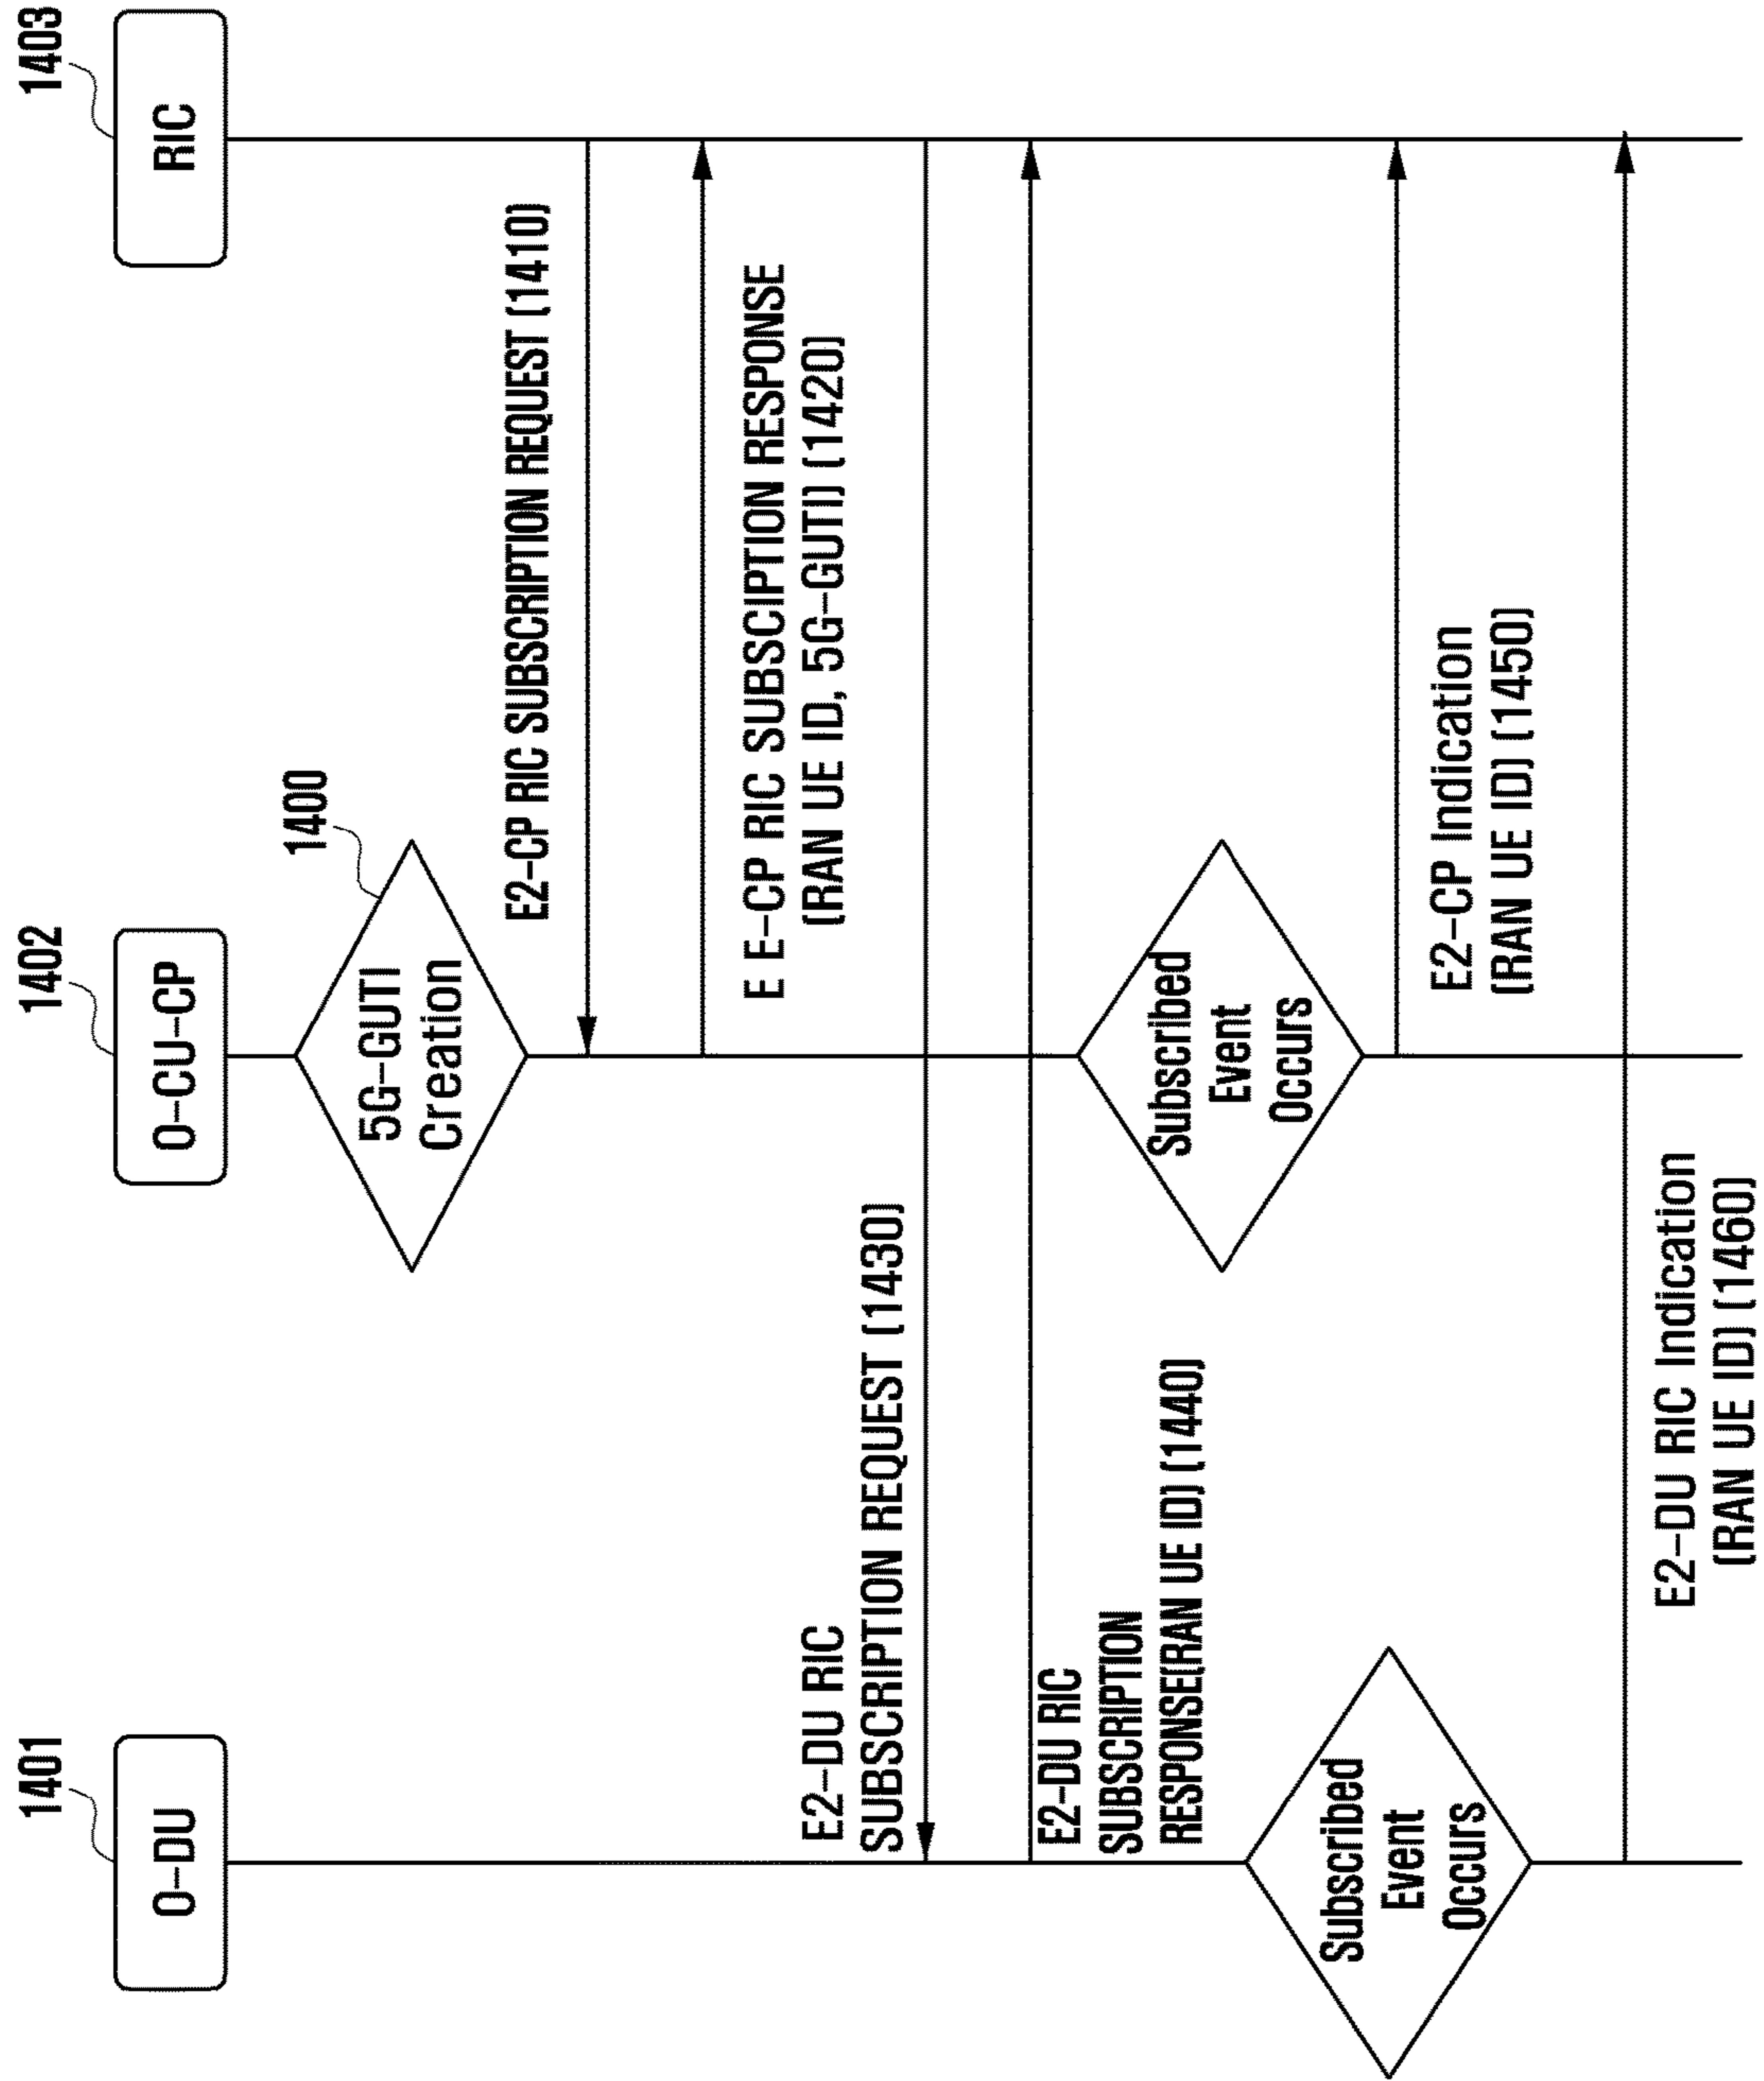 1401
1402
1403
O-DU
O-CU-CP
RIC
1400
5G-GUTI
Creation
E2-CP RIC SUBSCRIPTION REQUEST (1410)
E E-CP RIC SUBSCIPTION RESPONSE
(RAN UE ID, 5G-GUTI) (1420)
E2-DU RIC
SUBSCRIPTION REQUEST (1430)
E2-DU RIC
SUBSCRIPTION
RESPONSE(RAN UE ID) (1440)
Subscribed
Event
Occurs
Subscribed
Event
Occurs
E2-CP Indication
(RAN UE ID) (1450)
E2-DU RIC Indication
(RAN UE ID) (1460)